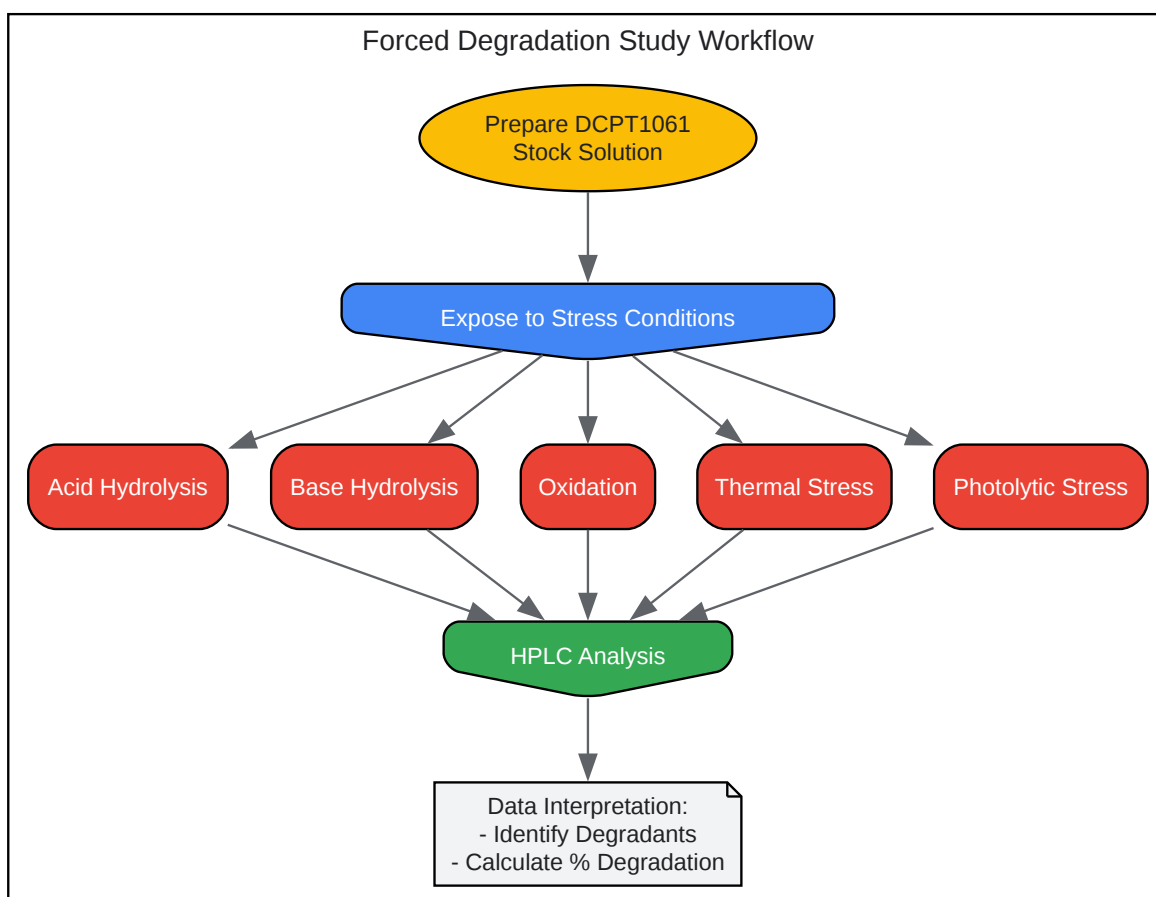 Forced Degradation Study Workflow
Prepare DCPT1061
Stock Solution
Expose to Stress Conditions
Acid Hydrolysis
Base Hydrolysis
Oxidation
Thermal Stress
Photolytic Stress
HPLC Analysis
Data Interpretation:
- Identify Degradants
- Calculate % Degradation